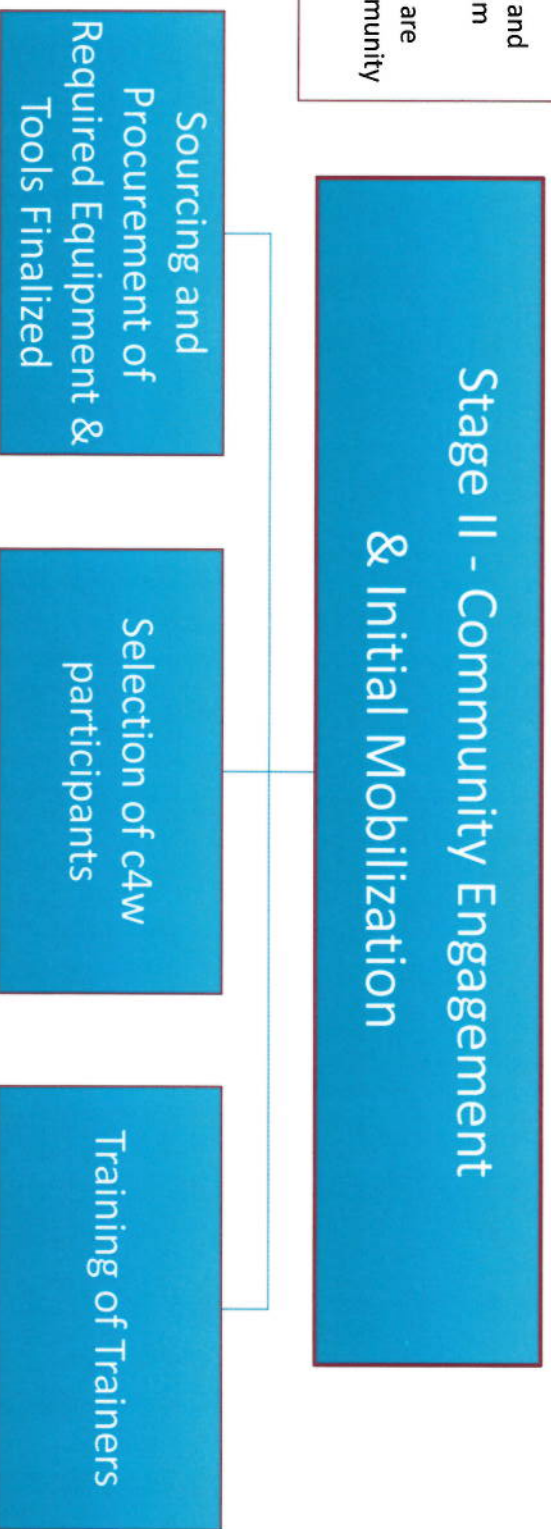 and
m
are
munity
Stage II - Community Engagement
& Initial Mobilization
Sourcing and
Procurement of
Required Equipment &
Tools Finalized
Selection of c4w
participants
Training of Trainers